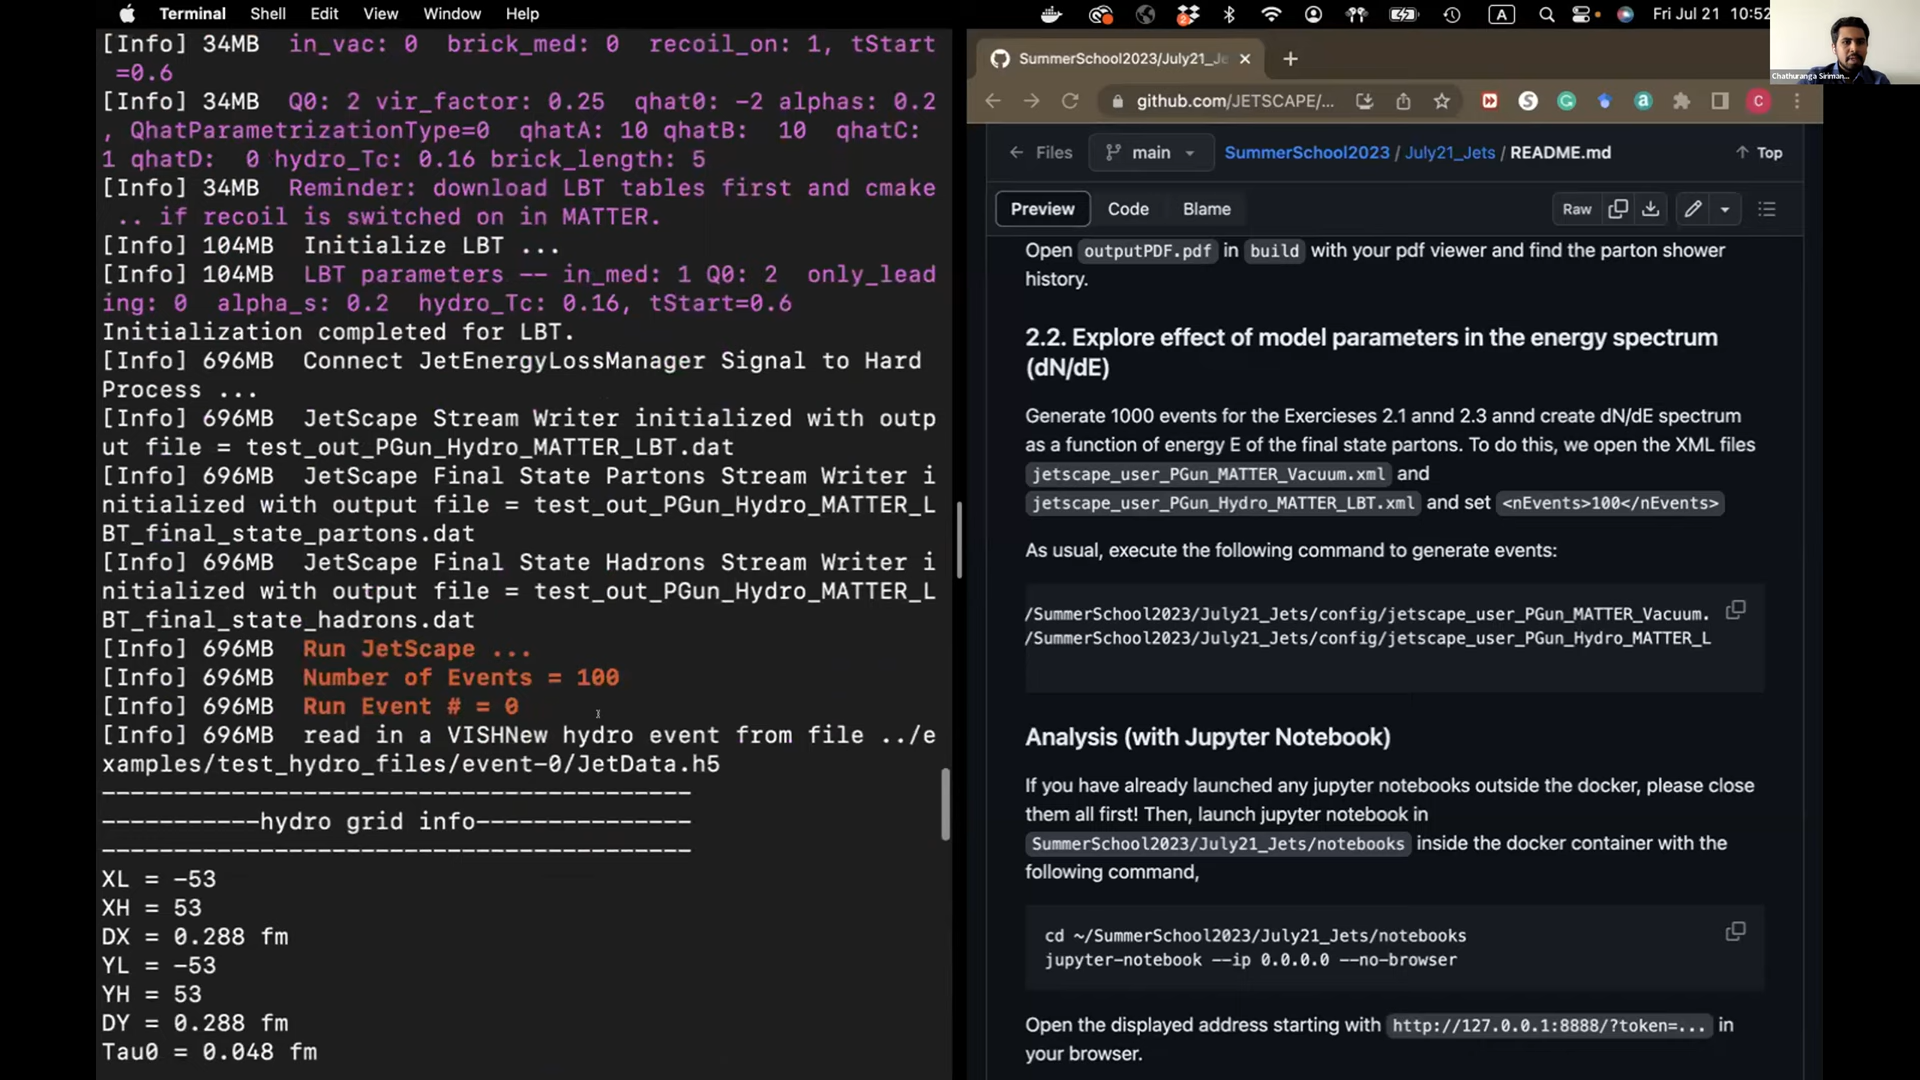 Terminal Shell Edit View Window Help
Fri Jul 21 10:52
[Info] 34MB in_vac: 0 brick_med: 0 recoil_on: 1, tStart
=0.6
[Info] 34MB Q0: 2 vir_factor: 0.25 qhat0: -2 alphas: 0.2
, QhatParametrizationType=0 qhatA: 10 qhatB: 10 qhatC:
1 qhatD: 0 hydro_Tc: 0.16 brick_length: 5
[Info] 34MB Reminder: download LBT tables first and cmake
.. if recoil is switched on in MATTER.
[Info] 104MB Initialize LBT ...
[Info] 104MB LBT parameters -- in_med: 1 Q0: 2 only_lead
ing: 0 alpha_s: 0.2 hydro_Tc: 0.16, tStart=0.6
Initialization completed for LBT.
[Info] 696MB Connect JetEnergyLossManager Signal to Hard
Process ...
[Info] 696MB JetScape Stream Writer initialized with outp
ut file = test_out_PGun_Hydro_MATTER_LBT.dat
[Info] 696MB JetScape Final State Partons Stream Writer i
nitialized with output file = test_out_PGun_Hydro_MATTER_L
BT_final_state_partons.dat
[Info] 696MB JetScape Final State Hadrons Stream Writer i
nitialized with output file = test_out_PGun_Hydro_MATTER_L
BT_final_state_hadrons.dat
[Info] 696MB Run JetScape ...
[Info] 696MB Number of Events = 100
[Info] 696MB Run Event # = 0
[Info] 696MB read in a VISHNew hydro event from file ../e
xamples/test_hydro_files/event-0/JetData.h5
-----------------------------------------
-----------hydro grid info---------------
-----------------------------------------
XL = -53
XH = 53
DX = 0.288 fm
YL = -53
YH = 53
DY = 0.288 fm
Tau0 = 0.048 fm
SummerSchool2023/July21_Je
github.com/JETSCAPE/...
Files main SummerSchool2023 / July21_Jets / README.md Top
Preview Code Blame Raw
Open outputPDF.pdf in build with your pdf viewer and find the parton shower
history.
2.2. Explore effect of model parameters in the energy spectrum
(dN/dE)
Generate 1000 events for the Exercieses 2.1 annd 2.3 annd create dN/dE spectrum
as a function of energy E of the final state partons. To do this, we open the XML files
jetscape_user_PGun_MATTER_Vacuum.xml and
jetscape_user_PGun_Hydro_MATTER_LBT.xml and set <nEvents>100</nEvents>
As usual, execute the following command to generate events:
/SummerSchool2023/July21_Jets/config/jetscape_user_PGun_MATTER_Vacuum.
/SummerSchool2023/July21_Jets/config/jetscape_user_PGun_Hydro_MATTER_L
Analysis (with Jupyter Notebook)
If you have already launched any jupyter notebooks outside the docker, please close
them all first! Then, launch jupyter notebook in
SummerSchool2023/July21_Jets/notebooks inside the docker container with the
following command,
cd ~/SummerSchool2023/July21_Jets/notebooks
jupyter-notebook --ip 0.0.0.0 --no-browser
Open the displayed address starting with http://127.0.0.1:8888/?token=... in
your browser.
Chathuranga Siriman...